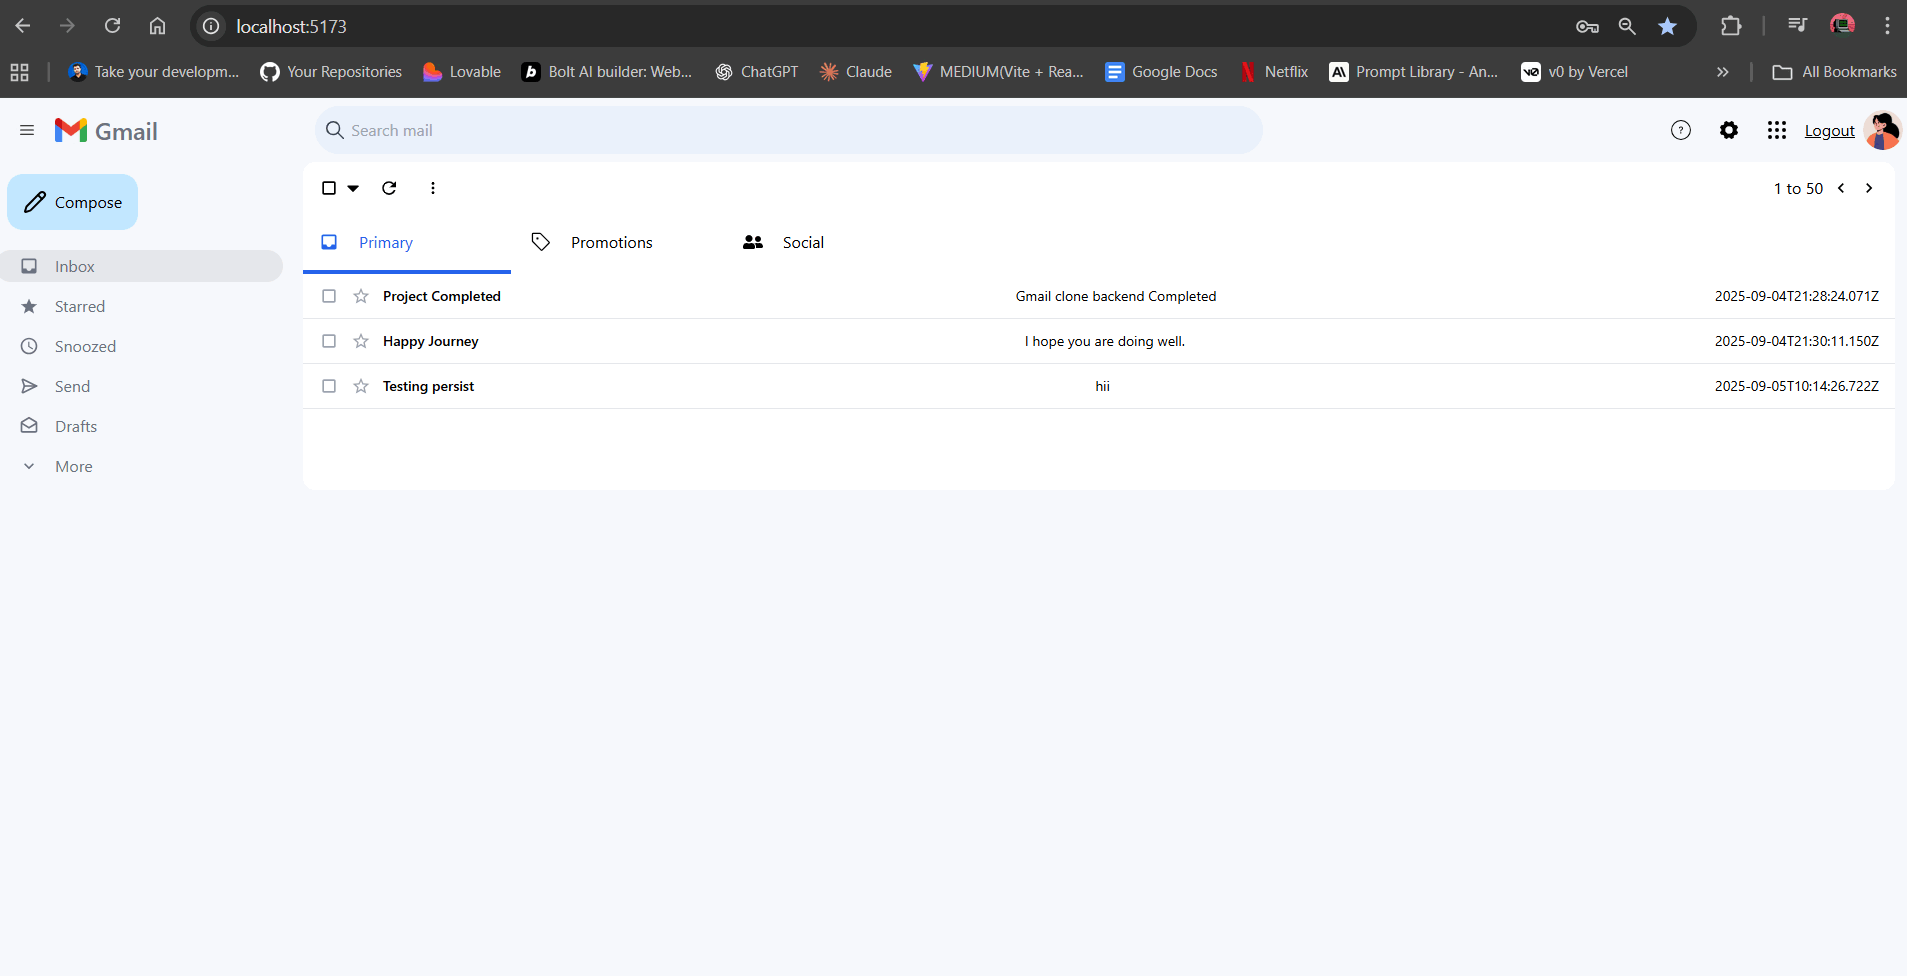 localhost:5173
Take your developm... Your Repositories Lovable Bolt AI builder: Web... ChatGPT Claude MEDIUM(Vite + Rea... Google Docs Netflix Prompt Library - An... v0 by Vercel » All Bookmarks
Gmail Search mail ? Logout
Compose
1 to 50
Primary Promotions Social
Inbox
Starred
Snoozed
Send
Drafts
More
Project Completed Gmail clone backend Completed 2025-09-04T21:28:24.071Z
Happy Journey I hope you are doing well. 2025-09-04T21:30:11.150Z
Testing persist hii 2025-09-05T10:14:26.722Z